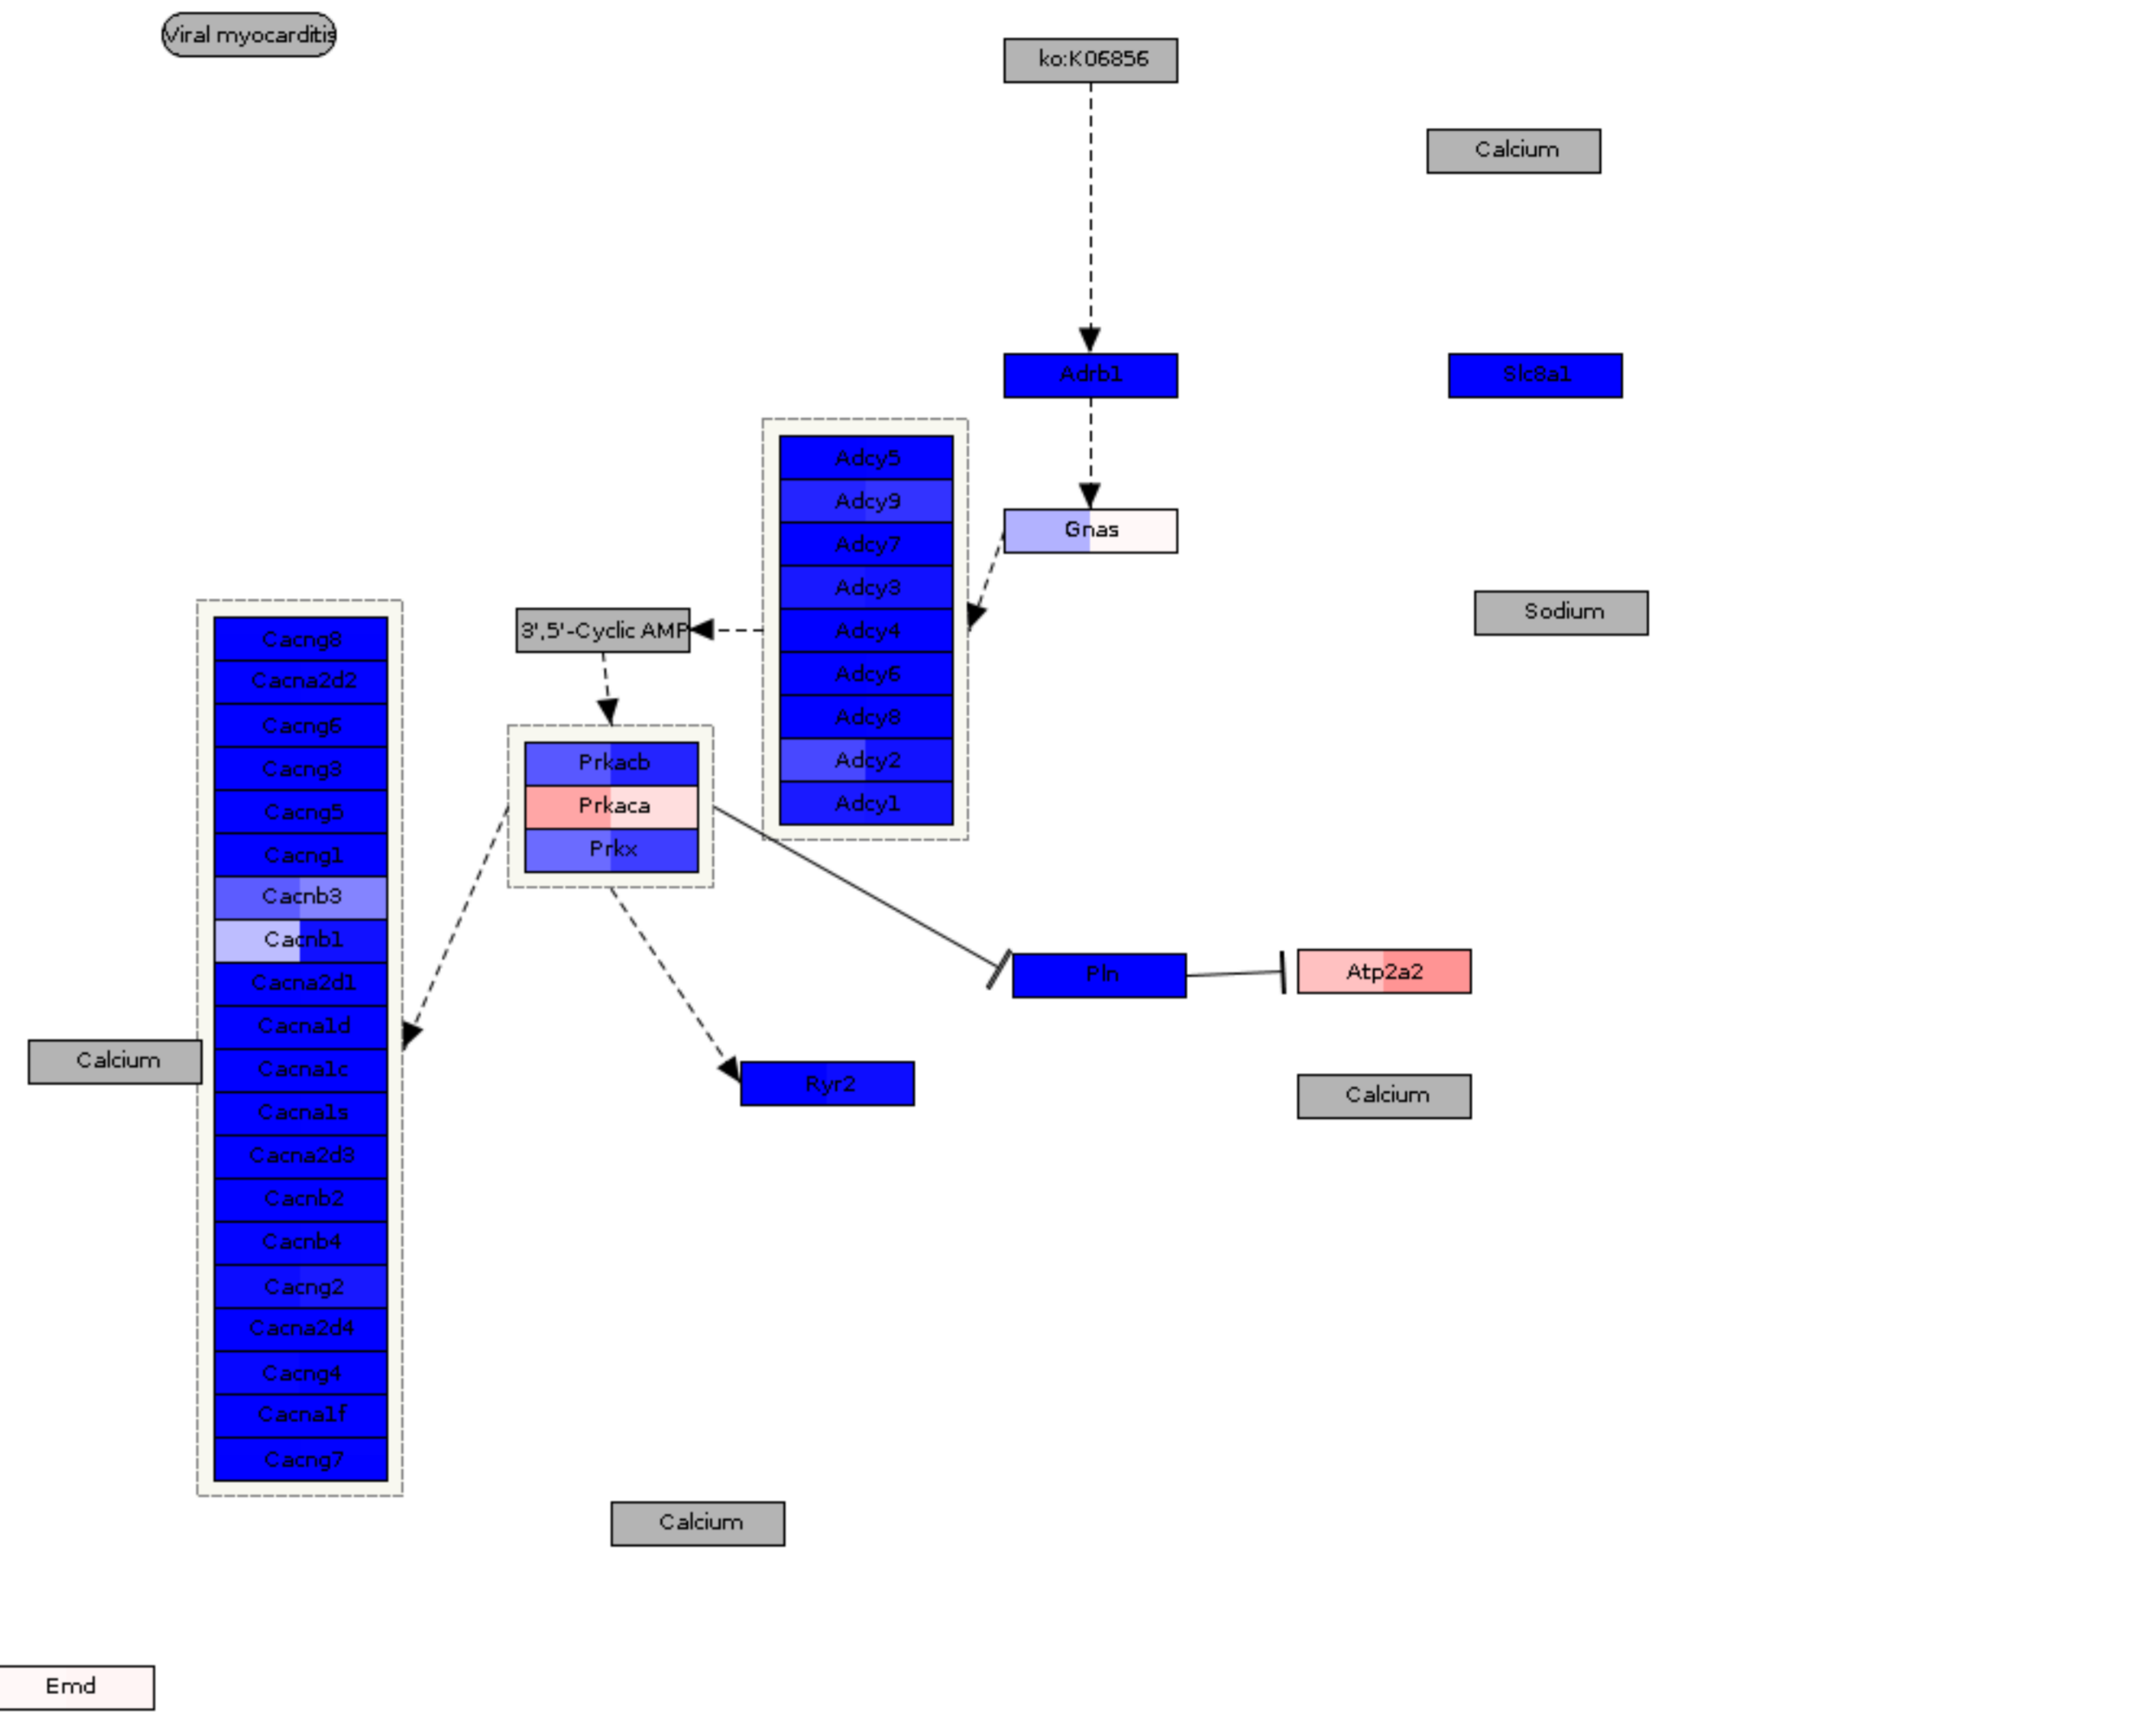 Viral myocarditis
ko:K06856
Calcium
Adrb1
Slc8a1
Adcy5
Adcy9
Adcy7
Adcy3
Adcy4
Adcy6
Adcy8
Adcy2
Adcy1
Gnas
Sodium
3',5'-Cyclic AMP
Prkacb
Prkaca
Prkx
Cacng8
Cacna2d2
Cacng6
Cacng3
Cacng5
Cacng1
Cacnb3
Cacnb1
Cacna2d1
Cacna1d
Cacna1c
Cacna1s
Cacna2d3
Cacnb2
Cacnb4
Cacng2
Cacna2d4
Cacng4
Cacna1f
Cacng7
Calcium
Pln
Atp2a2
Ryr2
Calcium
Calcium
Emd